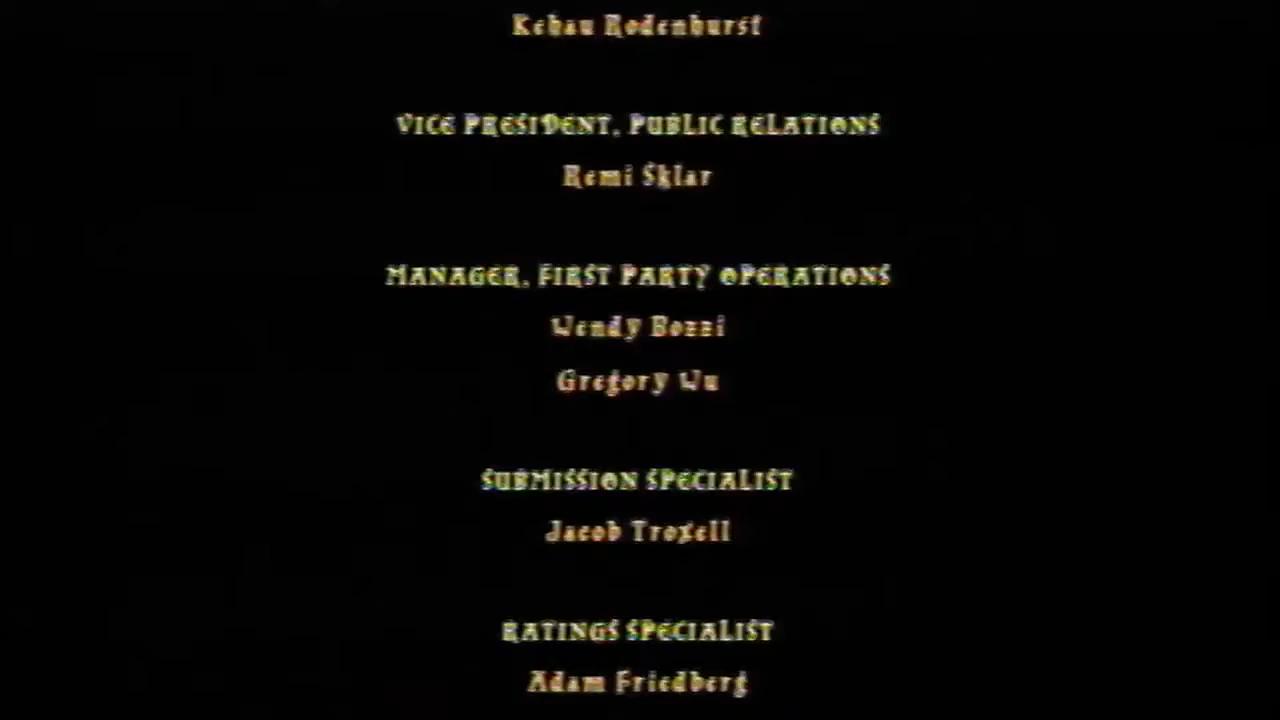 Kehau Rodenhurst
VICE PRESIDENT, PUBLIC RELATIONS
Remi Sklar
MANAGER, FIRST PARTY OPERATIONS
Wendy Bozzi
Gregory Wu
SUBMISSION SPECIALIST
Jacob Troxell
RATINGS SPECIALIST
Adam Friedberg